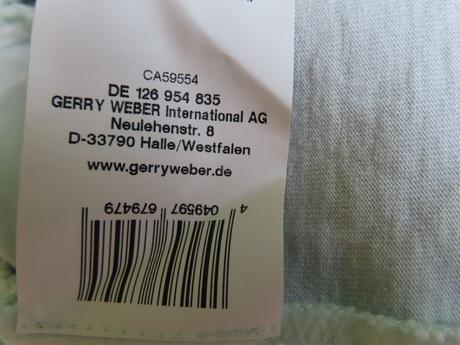 CA59554
DE 126 954 835
GERRY WEBER International AG
Neulehenstr. 8
D-33790 Halle/Westfalen
www.gerryweber.de
4 049597 679479